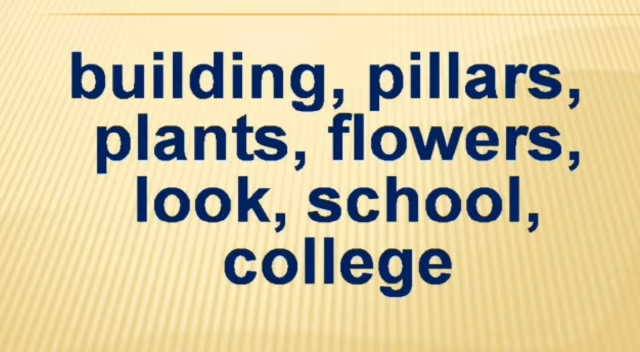 building, pillars,
plants, flowers,
look, school,
college